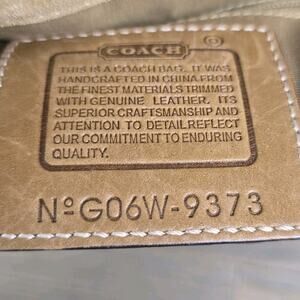 COACH
®
THIS IS A COACH BAG. IT WAS
HANDCRAFTED IN CHINA FROM
THE FINEST MATERIALS TRIMMED
WITH GENUINE LEATHER. ITS
SUPERIOR CRAFTSMANSHIP AND
ATTENTION TO DETAIL REFLECT
OUR COMMITMENT TO ENDURING
QUALITY.
NºG06W-9373